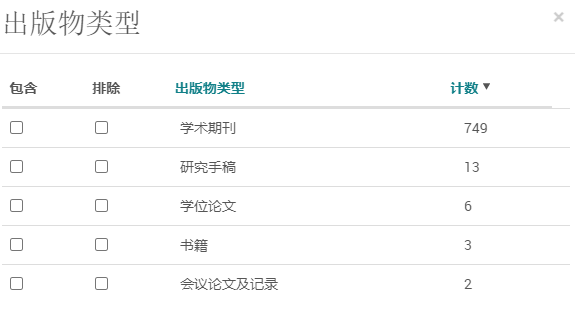 出版物类型 ×
包含 排除 出版物类型 计数 ▼
学术期刊 749
研究手稿 13
学位论文 6
书籍 3
会议论文及记录 2